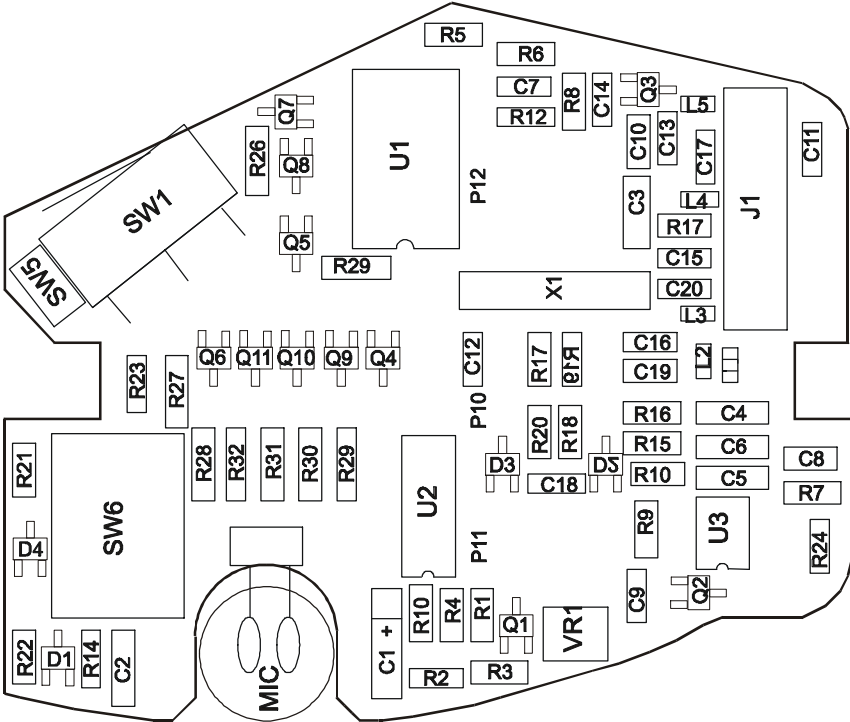 R5
R6
C7
R12
R8
C14
Q3
L5
C10
C13
C17
C11
Q7
R26
Q8
U1
P12
C3
L4
R17
J1
SW1
SW5
Q5
R29
C15
C20
X1
L3
Q6
Q11
Q10
Q9
Q4
C12
R17
R19
C16
C19
L2
R23
R27
P10
R20
R18
R16
C4
R15
C6
R10
C5
C8
R7
R21
R28
R32
R31
R30
R29
D3
D5
C18
SW6
U2
P11
R9
U3
R24
D4
Q2
C9
R10
R4
R1
Q1
VR1
C1 +
R22
D1
R14
C2
MIC
R2
R3